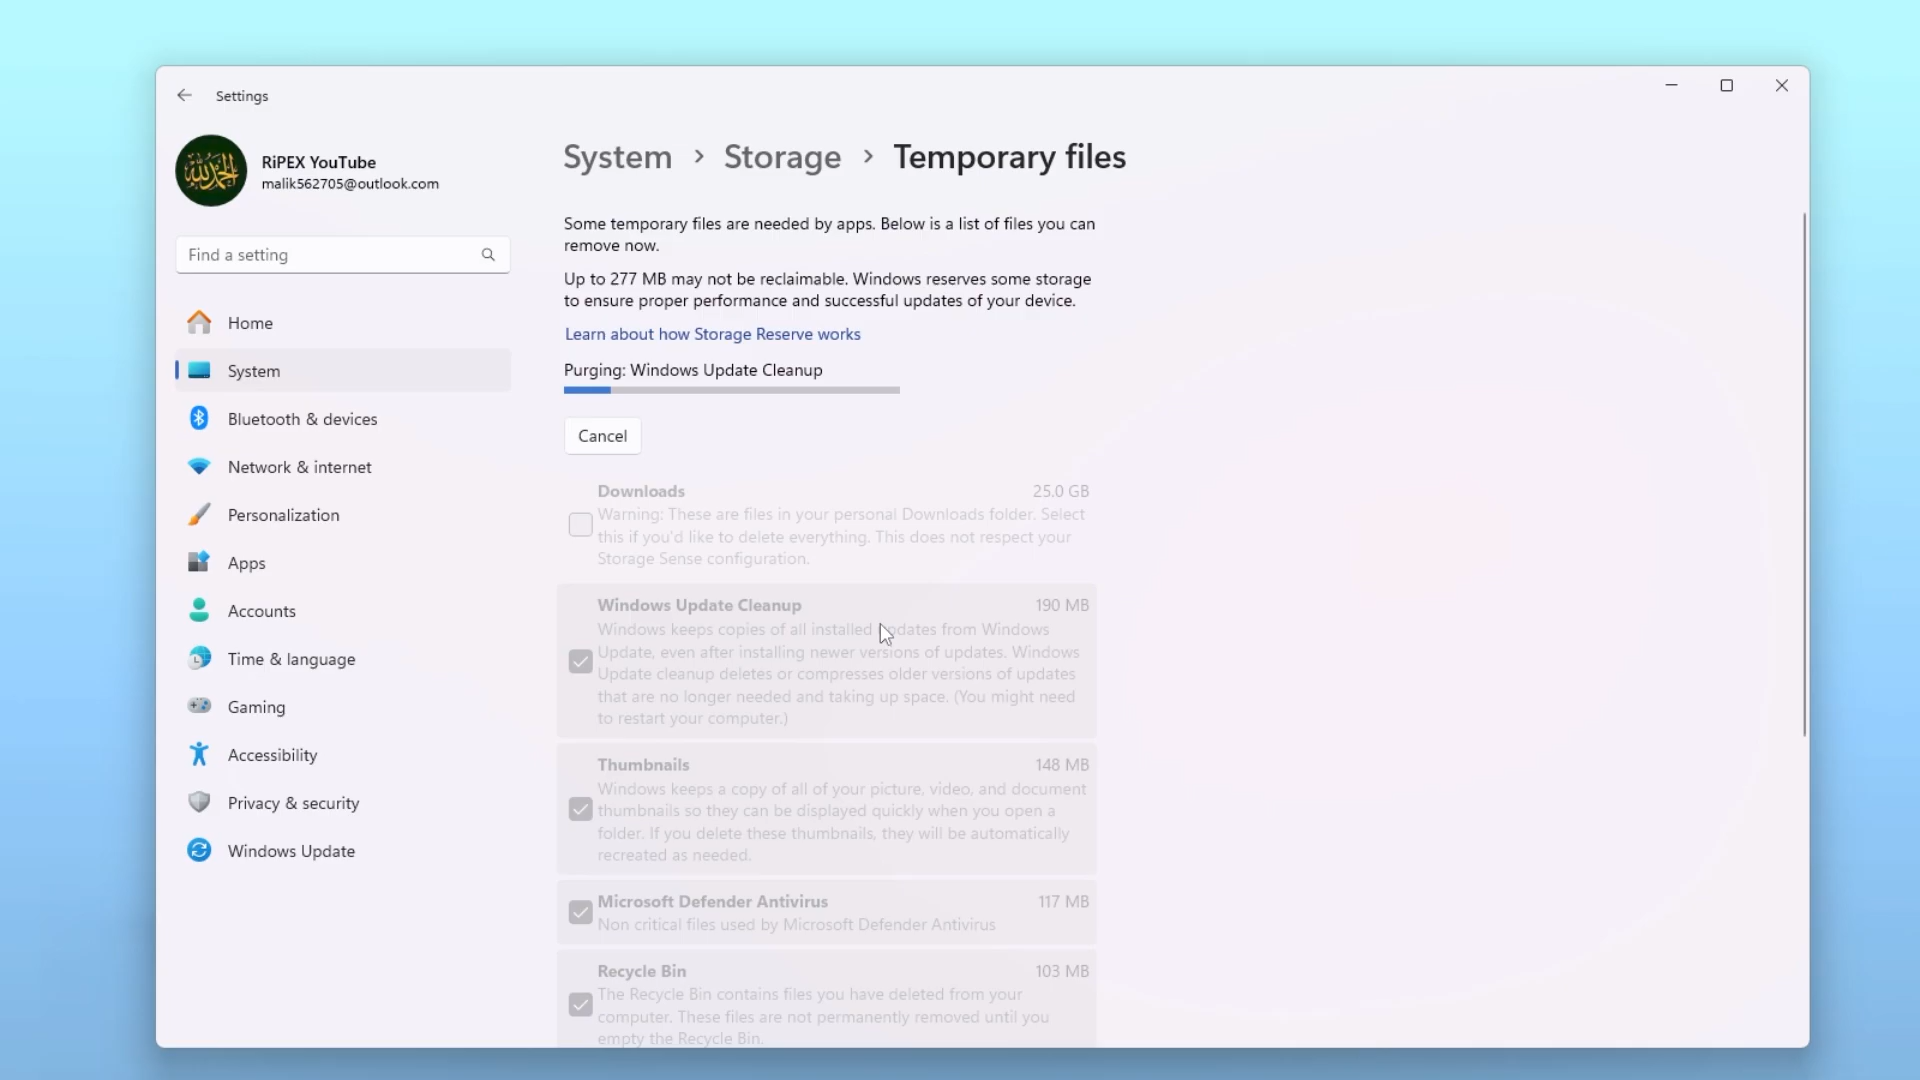 Settings
RiPEX YouTube
malik562705@outlook.com
Find a setting
Home
System
Bluetooth & devices
Network & internet
Personalization
Apps
Accounts
Time & language
Gaming
Accessibility
Privacy & security
Windows Update
System › Storage › Temporary files
Some temporary files are needed by apps. Below is a list of files you can
remove now.
Up to 277 MB may not be reclaimable. Windows reserves some storage
to ensure proper performance and successful updates of your device.
Learn about how Storage Reserve works
Purging: Windows Update Cleanup
Cancel
Downloads 25.0 GB
Warning: These are files in your personal Downloads folder. Select
this if you'd like to delete everything. This does not respect your
Storage Sense configuration.
Windows Update Cleanup 190 MB
Windows keeps copies of all installed updates from Windows
Update, even after installing newer versions of updates. Windows
Update cleanup deletes or compresses older versions of updates
that are no longer needed and taking up space. (You might need
to restart your computer.)
Thumbnails 148 MB
Windows keeps a copy of all of your picture, video, and document
thumbnails so they can be displayed quickly when you open a
folder. If you delete these thumbnails, they will be automatically
recreated as needed.
Microsoft Defender Antivirus 117 MB
Non critical files used by Microsoft Defender Antivirus
Recycle Bin 103 MB
The Recycle Bin contains files you have deleted from your
computer. These files are not permanently removed until you
empty the Recycle Bin.